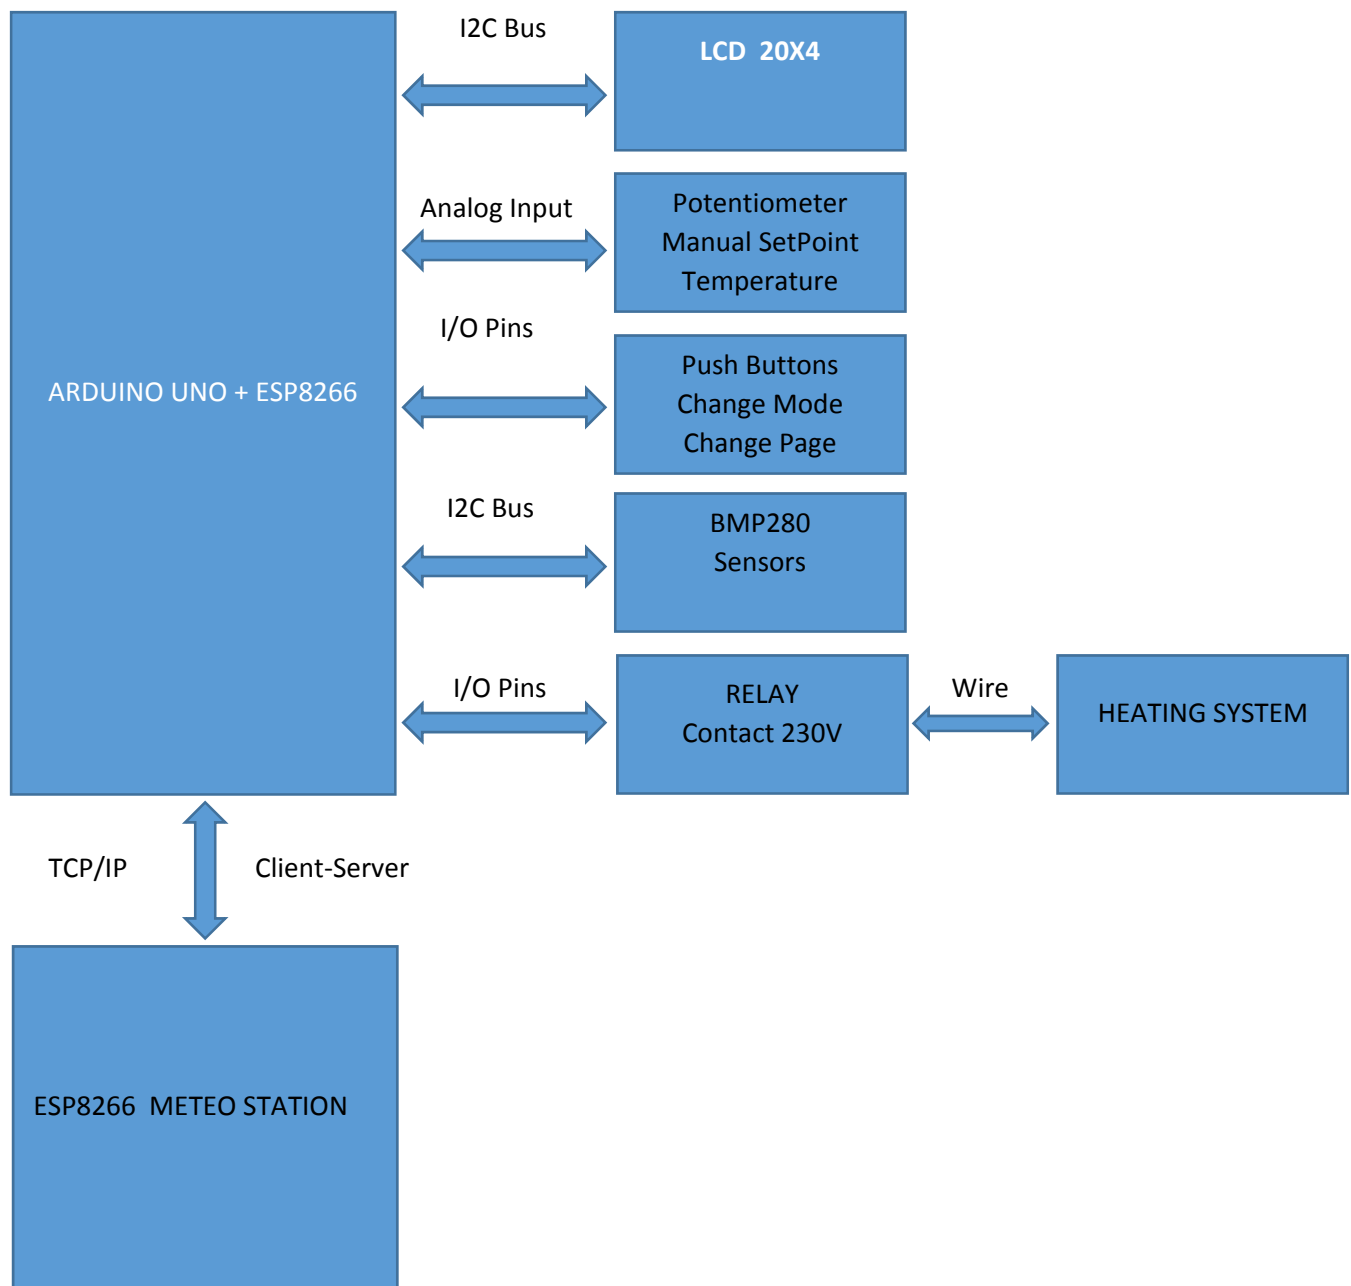 I2C Bus
LCD  20X4
Analog Input
Potentiometer
Manual SetPoint
Temperature
I/O Pins
Push Buttons
Change Mode
Change Page
ARDUINO UNO + ESP8266
I2C Bus
BMP280
Sensors
I/O Pins
RELAY
Contact 230V
Wire
HEATING SYSTEM
TCP/IP
Client-Server
ESP8266  METEO STATION